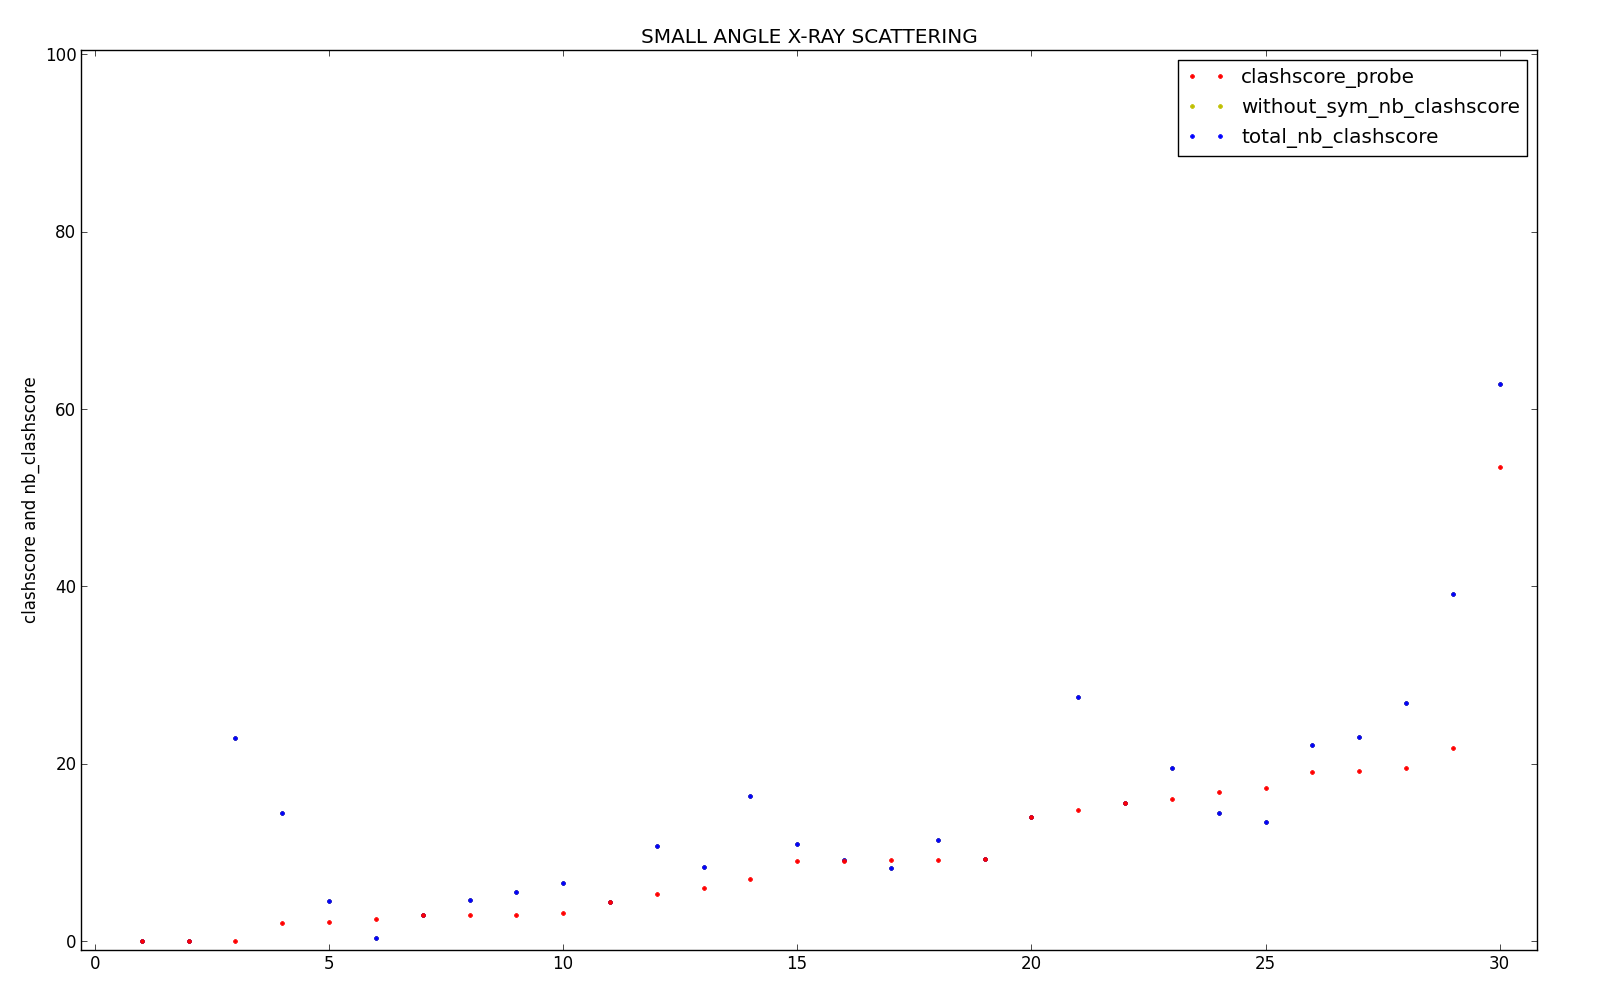 SMALL ANGLE X-RAY SCATTERING
clashscore_probe
without_sym_nb_clashscore
total_nb_clashscore
clashscore and nb_clashscore
100
80
60
40
20
0
0 5 10 15 20 25 30